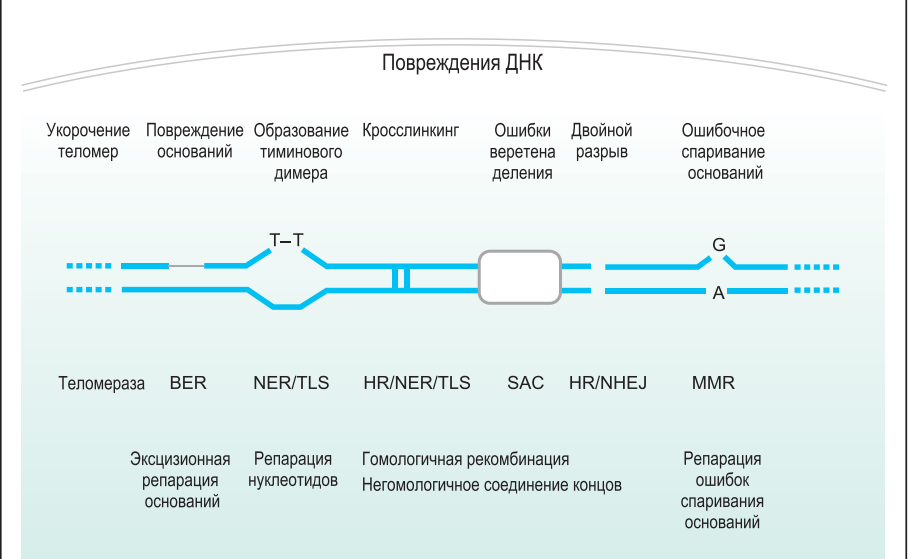 Повреждения ДНК
Укорочение теломер
Повреждение оснований
Образование тиминового димера
Кросслинкинг
Ошибки веретена деления
Двойной разрыв
Ошибочное спаривание оснований
T–T
G
A
Теломераза
BER
NER/TLS
HR/NER/TLS
SAC
HR/NHEJ
MMR
Эксцизионная репарация оснований
Репарация нуклеотидов
Гомологичная рекомбинация
Негомологичное соединение концов
Репарация ошибок спаривания оснований